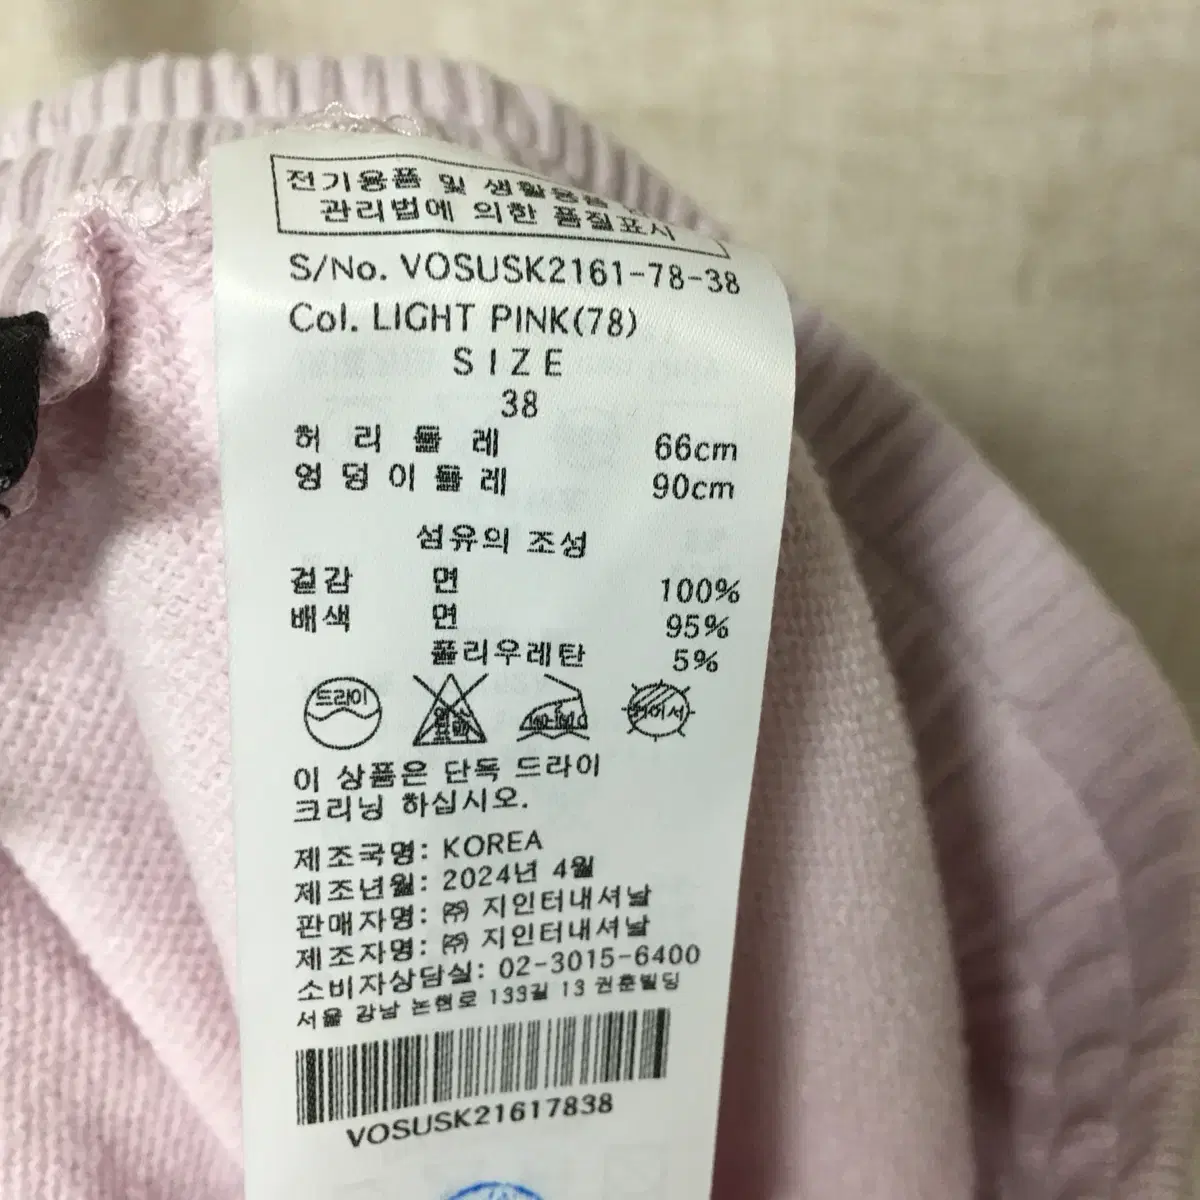 전기용품 및 생활용품
관리법에 의한 품질표시
S/No. VOSUSK2161-78-38
Col. LIGHT PINK(78)
SIZE
38
허리둘레 66cm
엉덩이둘레 90cm
섬유의 조성
겉감 면 100%
배색 면 95%
폴리우레탄 5%
드라이
염소
표백
이 상품은 단독 드라이
크리닝 하십시오.
제조국명: KOREA
제조년월: 2024년 4월
판매자명: ㈜ 지인터내셔날
제조자명: ㈜ 지인터내셔날
소비자상담실: 02-3015-6400
서울 강남 논현로 133길 13 권훈빌딩
VOSUSK21617838